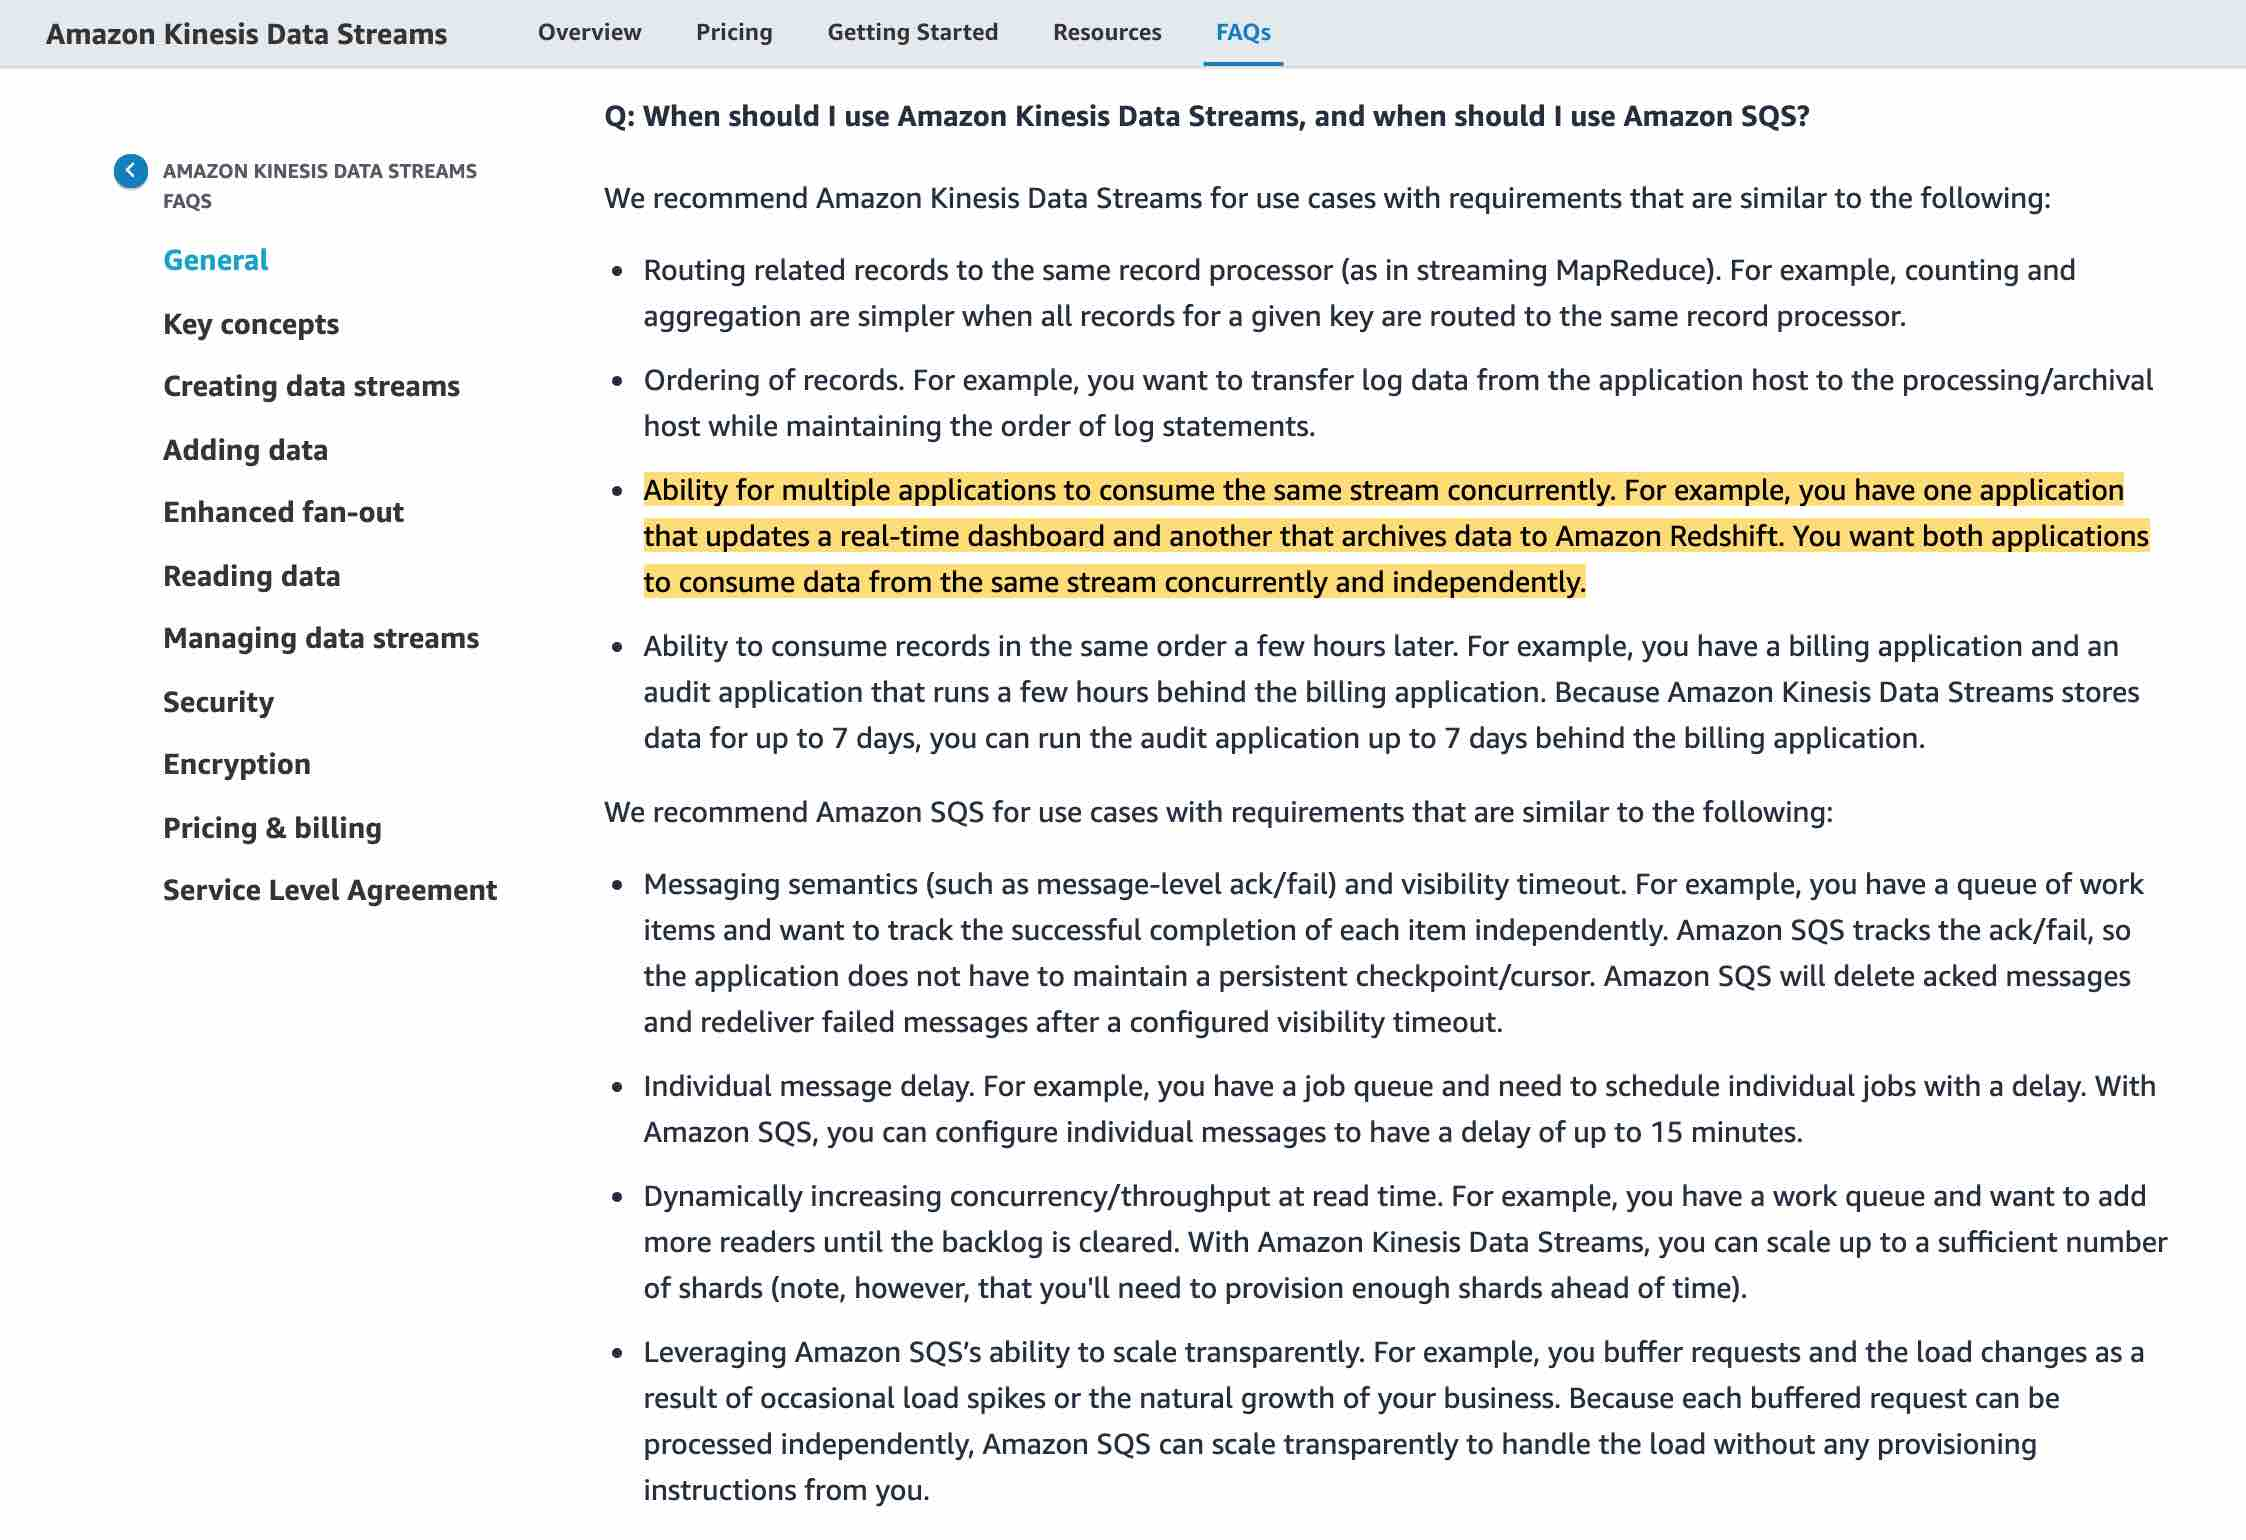 Amazon Kinesis Data Streams
Overview
Pricing
Getting Started
Resources
FAQs
AMAZON KINESIS DATA STREAMS
FAQS
General
Key concepts
Creating data streams
Adding data
Enhanced fan-out
Reading data
Managing data streams
Security
Encryption
Pricing & billing
Service Level Agreement
Q: When should I use Amazon Kinesis Data Streams, and when should I use Amazon SQS?
We recommend Amazon Kinesis Data Streams for use cases with requirements that are similar to the following:
• Routing related records to the same record processor (as in streaming MapReduce). For example, counting and
aggregation are simpler when all records for a given key are routed to the same record processor.
• Ordering of records. For example, you want to transfer log data from the application host to the processing/archival
host while maintaining the order of log statements.
• Ability for multiple applications to consume the same stream concurrently. For example, you have one application
that updates a real-time dashboard and another that archives data to Amazon Redshift. You want both applications
to consume data from the same stream concurrently and independently.
• Ability to consume records in the same order a few hours later. For example, you have a billing application and an
audit application that runs a few hours behind the billing application. Because Amazon Kinesis Data Streams stores
data for up to 7 days, you can run the audit application up to 7 days behind the billing application.
We recommend Amazon SQS for use cases with requirements that are similar to the following:
• Messaging semantics (such as message-level ack/fail) and visibility timeout. For example, you have a queue of work
items and want to track the successful completion of each item independently. Amazon SQS tracks the ack/fail, so
the application does not have to maintain a persistent checkpoint/cursor. Amazon SQS will delete acked messages
and redeliver failed messages after a configured visibility timeout.
• Individual message delay. For example, you have a job queue and need to schedule individual jobs with a delay. With
Amazon SQS, you can configure individual messages to have a delay of up to 15 minutes.
• Dynamically increasing concurrency/throughput at read time. For example, you have a work queue and want to add
more readers until the backlog is cleared. With Amazon Kinesis Data Streams, you can scale up to a sufficient number
of shards (note, however, that you'll need to provision enough shards ahead of time).
• Leveraging Amazon SQS’s ability to scale transparently. For example, you buffer requests and the load changes as a
result of occasional load spikes or the natural growth of your business. Because each buffered request can be
processed independently, Amazon SQS can scale transparently to handle the load without any provisioning
instructions from you.